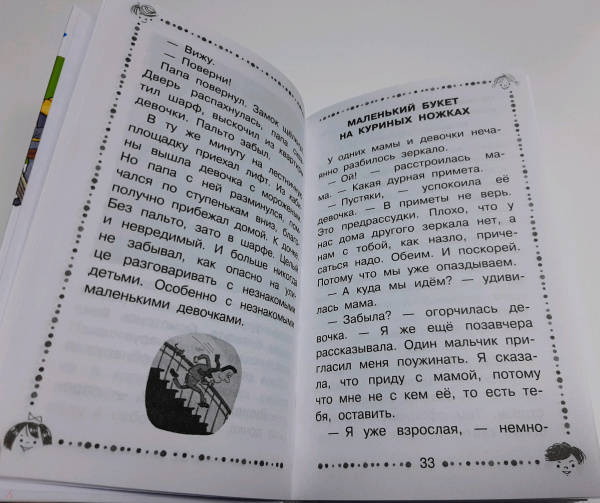 — Вижу.
— Поверни!
Папа повернул. Замок щёлкнул.
Дверь распахнулась, папа
тил шарф, выскочил из квартиры
девочки. Пальто забыл.
В ту же минуту на лестничную
площадку приехал лифт. Из
ны вышла девочка с мороженым.
Но папа с ней разминулся,
чался по ступенькам вниз,
получно прибежал домой. К дочке.
Без пальто, зато в шарфе. Целый
и невредимый. И больше никогда
не забывал, как опасно на ули-
це разговаривать с незнакомыми
детьми. Особенно с незнакомыми
маленькими девочками.
МАЛЕНЬКИЙ БУКЕТ
НА КУРИНЫХ НОЖКАХ
У одних мамы и девочки неча-
янно разбилось зеркало.
— Ой! — расстроилась ма-
ма. — Какая дурная примета.
— Пустяки, — успокоила её
девочка. — В приметы не верь.
Это предрассудки. Плохо, что у
нас дома другого зеркала нет, а
нам с тобой, как назло, приче-
саться надо. Обеим. И поскорей.
Потому что мы уже опаздываем.
— А куда мы идём? — удиви-
лась мама.
— Забыла? — огорчилась де-
вочка. — Я же ещё позавчера
рассказывала. Один мальчик при-
гласил меня поужинать. Я сказа-
ла, что приду с мамой, потому
что мне не с кем её, то есть те-
бя, оставить.
— Я уже взрослая, — немно-
33